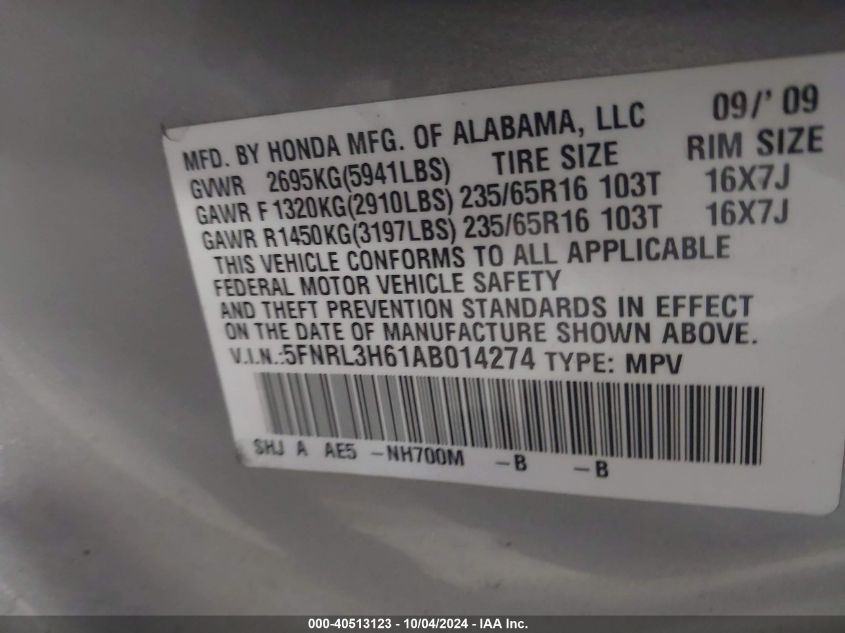 MFD. BY HONDA MFG. OF ALABAMA, LLC 09/' 09
GVWR 2695KG(5941LBS) TIRE SIZE RIM SIZE
GAWR F 1320KG(2910LBS) 235/65R16 103T 16X7J
GAWR R1450KG(3197LBS) 235/65R16 103T 16X7J
THIS VEHICLE CONFORMS TO ALL APPLICABLE
FEDERAL MOTOR VEHICLE SAFETY
AND THEFT PREVENTION STANDARDS IN EFFECT
ON THE DATE OF MANUFACTURE SHOWN ABOVE.
V.I.N.:5FNRL3H61AB014274 TYPE: MPV
SHJ A AE5 -NH700M -B -B
000-40513123 - 10/04/2024 - IAA Inc.